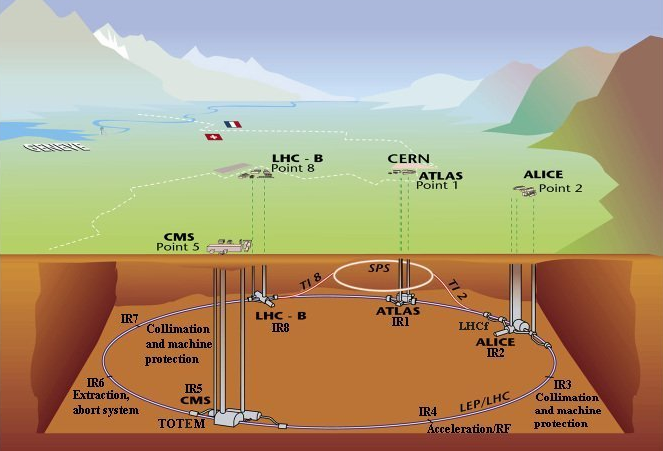 GENEVE
LHC - B
Point 8
CERN
ATLAS
Point 1
ALICE
Point 2
CMS
Point 5
SPS
TI 8
TI 2
LHC - B
IR8
ATLAS
IR1
LHCf
ALICE
IR2
IR7
Collimation
and machine
protection
IR6
Extraction,
abort system
IR5
CMS
TOTEM
IR4
Acceleration/RF
LEP/LHC
IR3
Collimation
and machine
protection